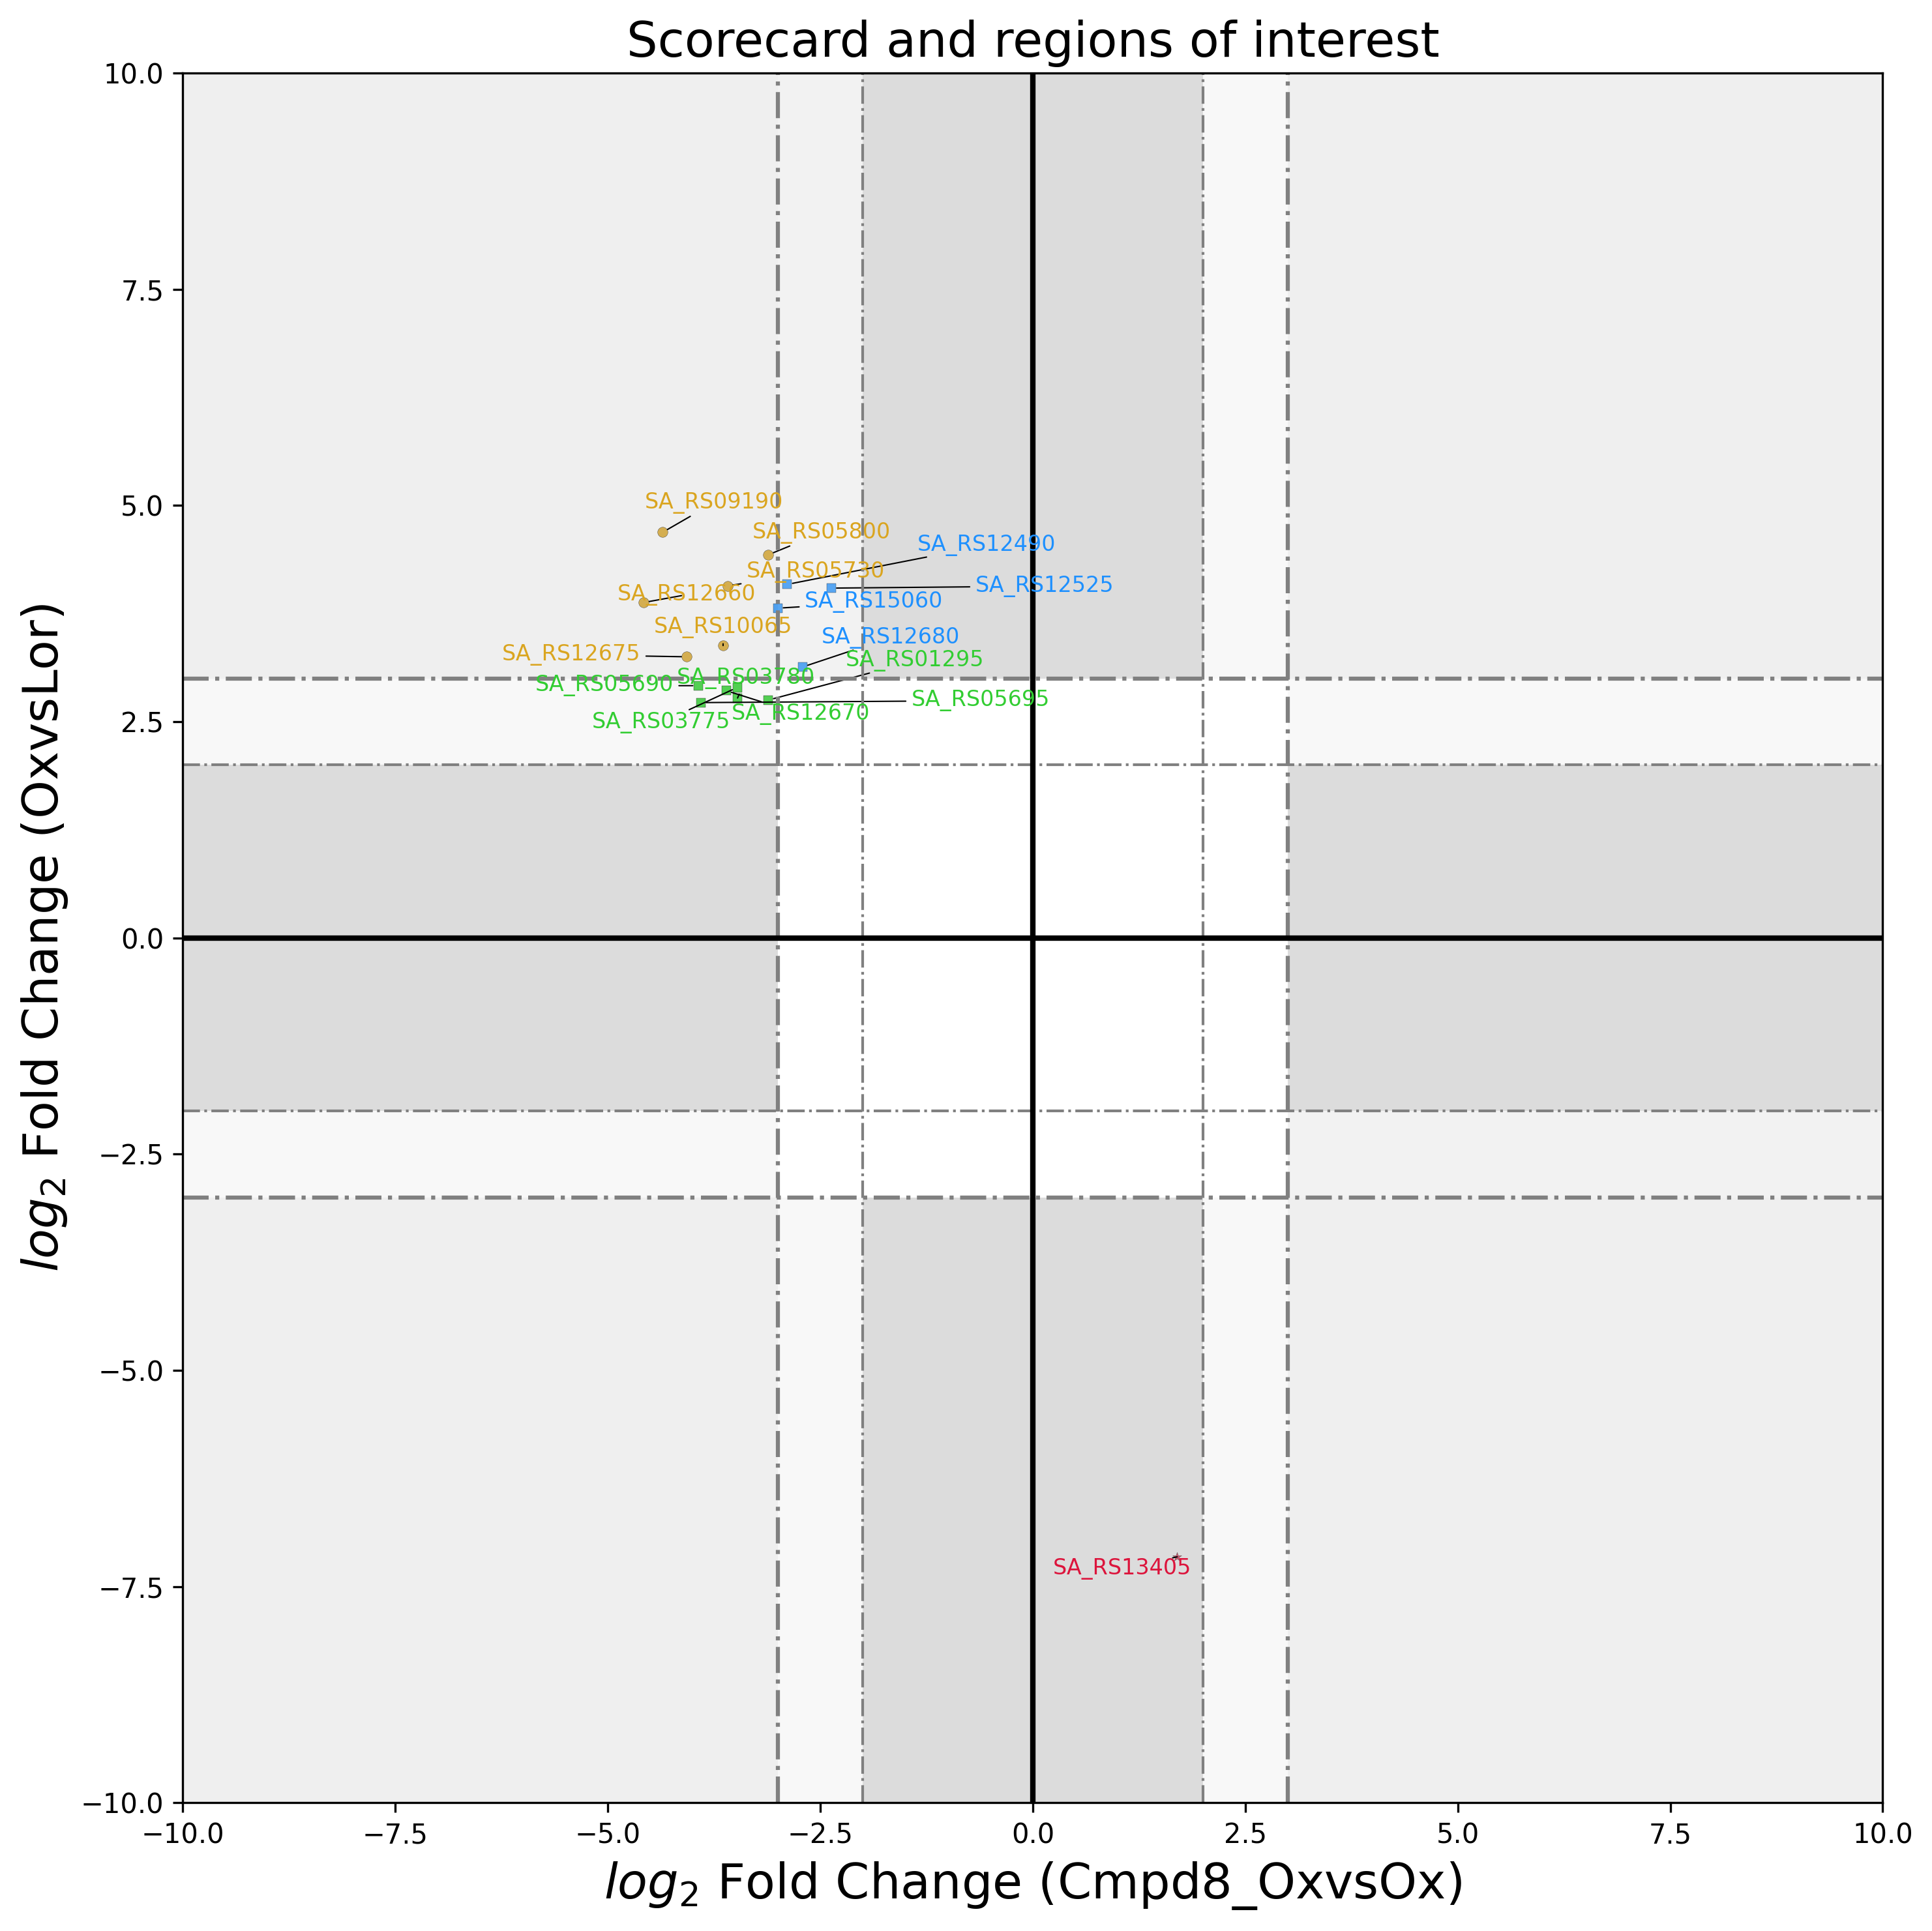 Scorecard and regions of interest
10.0
7.5
5.0
2.5
0.0
−2.5
−5.0
−7.5
−10.0
log2 Fold Change (OxvsLor)
SA_RS09190
SA_RS05800
SA_RS12490
SA_RS05730
SA_RS12525
SA_RS12660
SA_RS15060
SA_RS10065
SA_RS12680
SA_RS12675
SA_RS01295
SA_RS03780
SA_RS05690
SA_RS05695
SA_RS12670
SA_RS03775
SA_RS13405
−10.0 −7.5 −5.0 −2.5 0.0 2.5 5.0 7.5 10.0
log2 Fold Change (Cmpd8_OxvsOx)